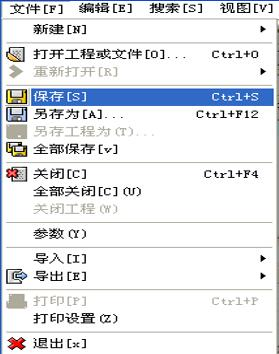 文件[F] 编辑[E] 搜索[S] 视图[V]
新建[N]
打开工程或文件[O]... Ctrl+O
重新打开[R]
保存[S] Ctrl+S
另存为[A]... Ctrl+F12
另存工程为(T)...
全部保存[v]
关闭[C] Ctrl+F4
全部关闭[C](U)
关闭工程(W)
参数(Y)
导入[I]
导出[E]
打印[P] Ctrl+P
打印设置(Z)
退出[x]